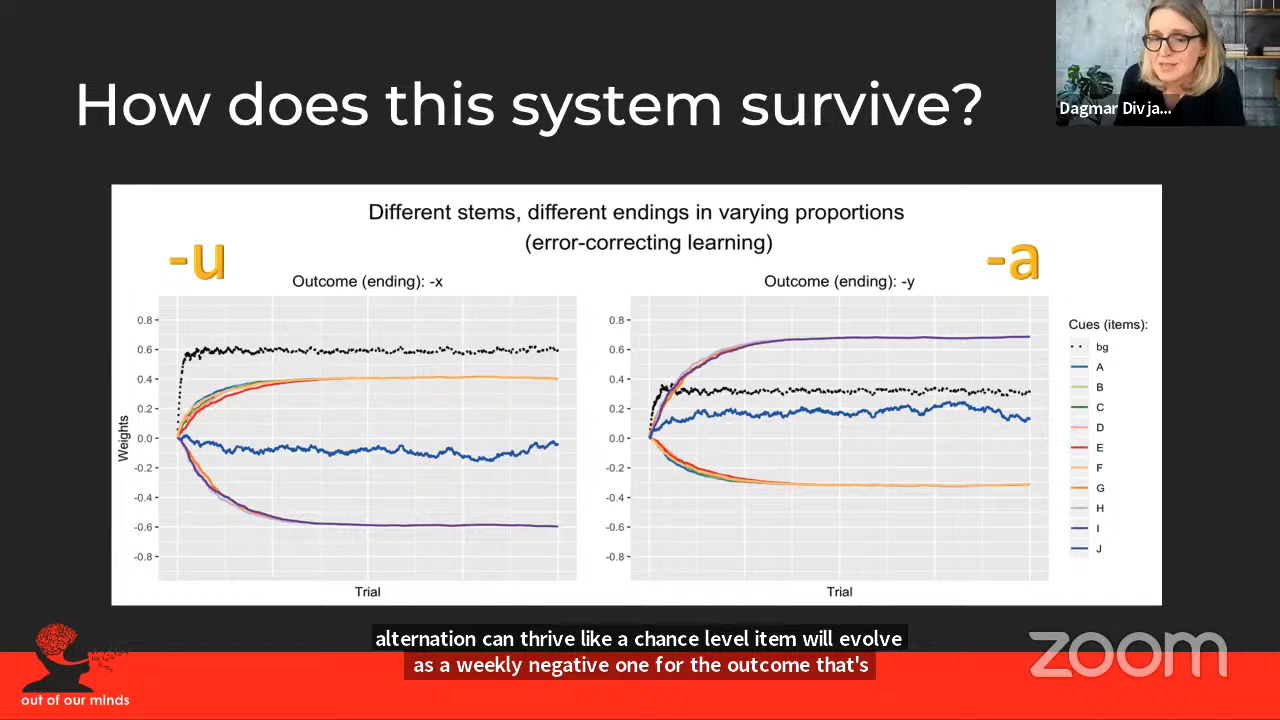 How does this system survive?
Dagmar Divja...
Different stems, different endings in varying proportions
(error-correcting learning)
-u
-a
Outcome (ending): -x
Outcome (ending): -y
Weights
0.8
0.6
0.4
0.2
0.0
-0.2
-0.4
-0.6
-0.8
Trial
0.8
0.6
0.4
0.2
0.0
-0.2
-0.4
-0.6
-0.8
Trial
Cues (items):
bg
A
B
C
D
E
F
G
H
I
J
alternation can thrive like a chance level item will evolve
as a weekly negative one for the outcome that's
out of our minds
zoom